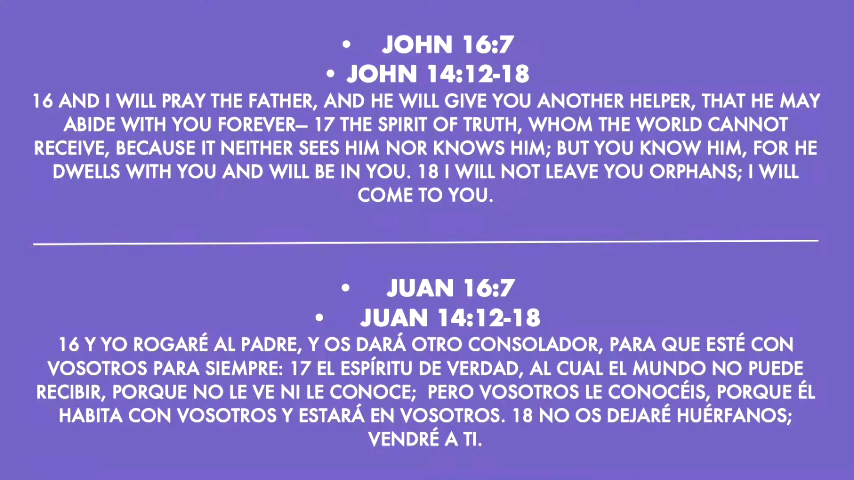 • JOHN 16:7
• JOHN 14:12-18
16 AND I WILL PRAY THE FATHER, AND HE WILL GIVE YOU ANOTHER HELPER, THAT HE MAY
ABIDE WITH YOU FOREVER– 17 THE SPIRIT OF TRUTH, WHOM THE WORLD CANNOT
RECEIVE, BECAUSE IT NEITHER SEES HIM NOR KNOWS HIM; BUT YOU KNOW HIM, FOR HE
DWELLS WITH YOU AND WILL BE IN YOU. 18 I WILL NOT LEAVE YOU ORPHANS; I WILL
COME TO YOU.
• JUAN 16:7
• JUAN 14:12-18
16 Y YO ROGARÉ AL PADRE, Y OS DARÁ OTRO CONSOLADOR, PARA QUE ESTÉ CON
VOSOTROS PARA SIEMPRE: 17 EL ESPÍRITU DE VERDAD, AL CUAL EL MUNDO NO PUEDE
RECIBIR, PORQUE NO LE VE NI LE CONOCE; PERO VOSOTROS LE CONOCÉIS, PORQUE ÉL
HABITA CON VOSOTROS Y ESTARÁ EN VOSOTROS. 18 NO OS DEJARÉ HUÉRFANOS;
VENDRÉ A TI.